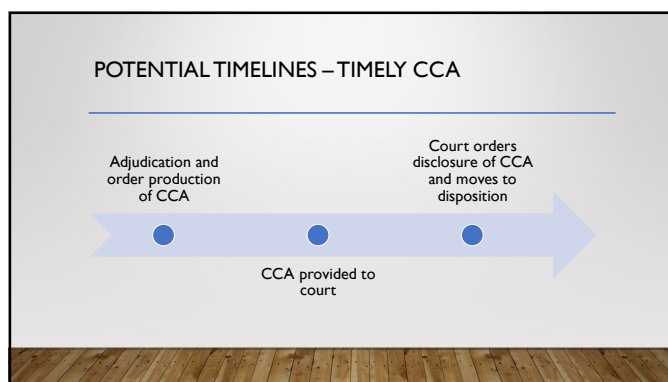 POTENTIAL TIMELINES – TIMELY CCA
Adjudication and
order production
of CCA
CCA provided to
court
Court orders
disclosure of CCA
and moves to
disposition